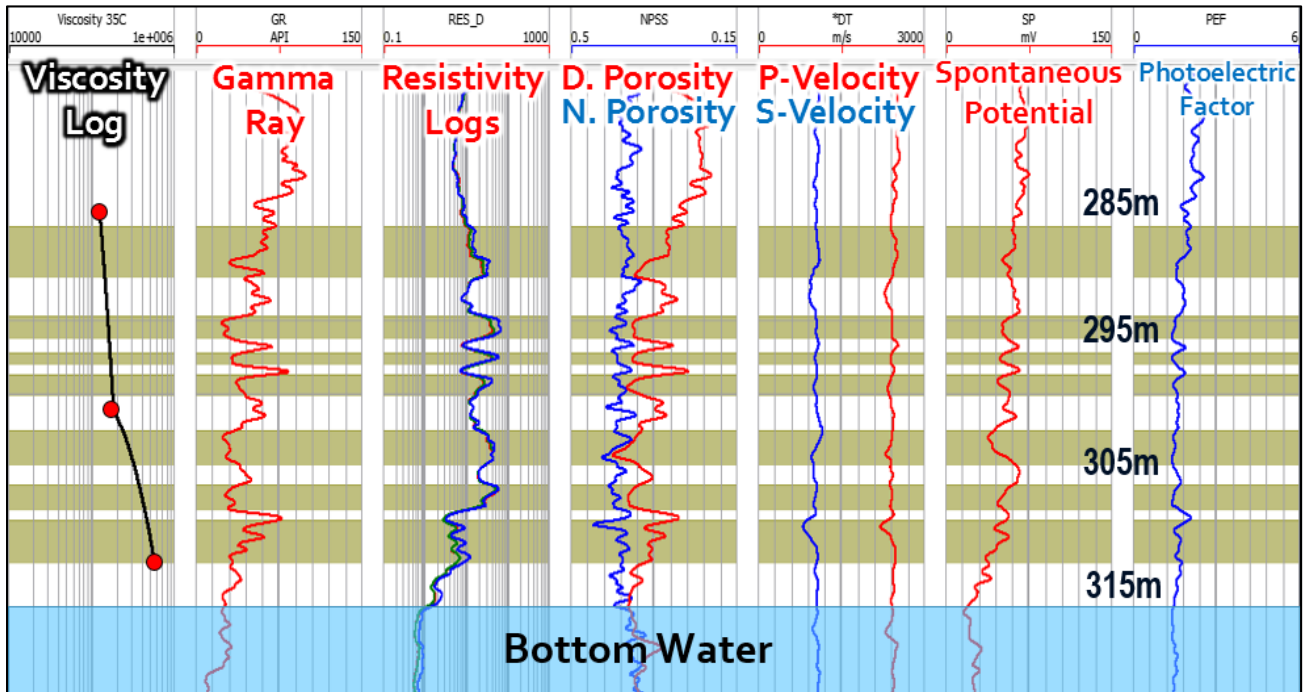 Viscosity 35C
10000 1e+006
GR
0 API 150
RES_D
0.1 1000
NPSS
0.5 0.15
*DT
0 m/s 3000
SP
0 mV 150
PEF
0 6
Viscosity
Log
Gamma
Ray
Resistivity
Logs
D. Porosity
N. Porosity
P-Velocity
S-Velocity
Spontaneous
Potential
Photoelectric
Factor
285m
295m
305m
315m
Bottom Water